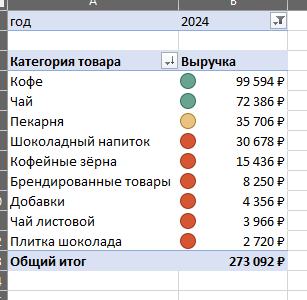 A B
год 2024
Категория товара Выручка
Кофе 99 594 ₽
Чай 72 386 ₽
Пекарня 35 706 ₽
Шоколадный напиток 30 678 ₽
Кофейные зёрна 15 436 ₽
Брендированные товары 8 250 ₽
Добавки 4 356 ₽
Чай листовой 3 966 ₽
Плитка шоколада 2 720 ₽
Общий итог 273 092 ₽